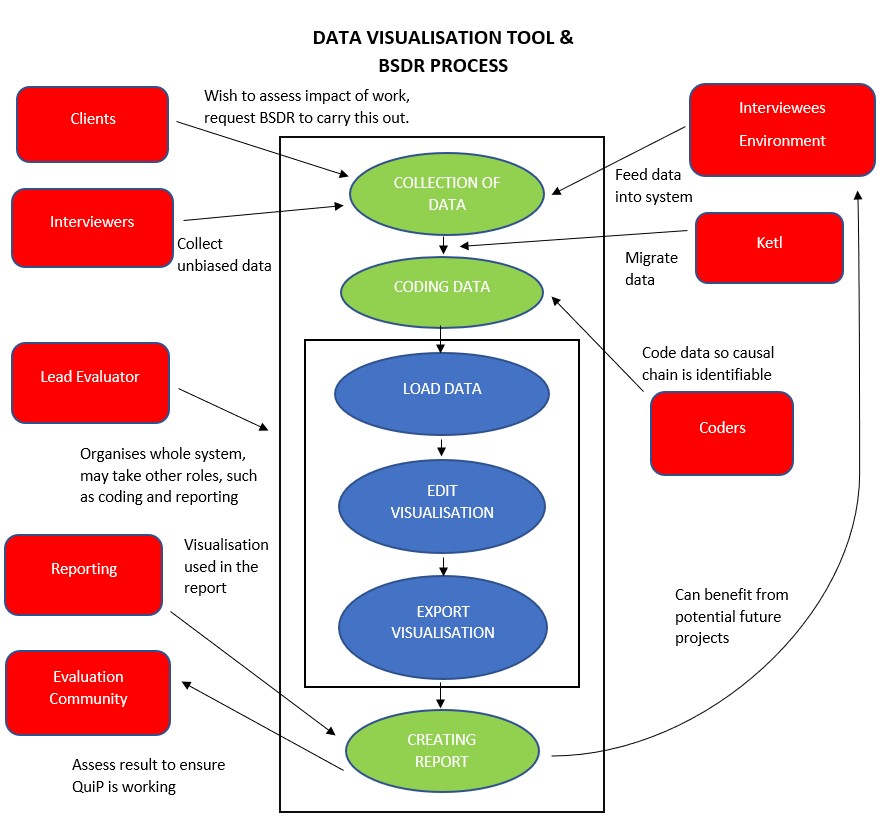 DATA VISUALISATION TOOL &
BSDR PROCESS
Clients
Wish to assess impact of work,
request BSDR to carry this out.
Interviewees
Environment
COLLECTION OF
DATA
Feed data
into system
Interviewers
Collect
unbiased data
Ketl
Migrate
data
CODING DATA
Code data so causal
chain is identifiable
Lead Evaluator
LOAD DATA
Coders
Organises whole system,
may take other roles, such
as coding and reporting
EDIT
VISUALISATION
Reporting
Visualisation
used in the
report
EXPORT
VISUALISATION
Can benefit from
potential future
projects
Evaluation
Community
CREATING
REPORT
Assess result to ensure
QuiP is working